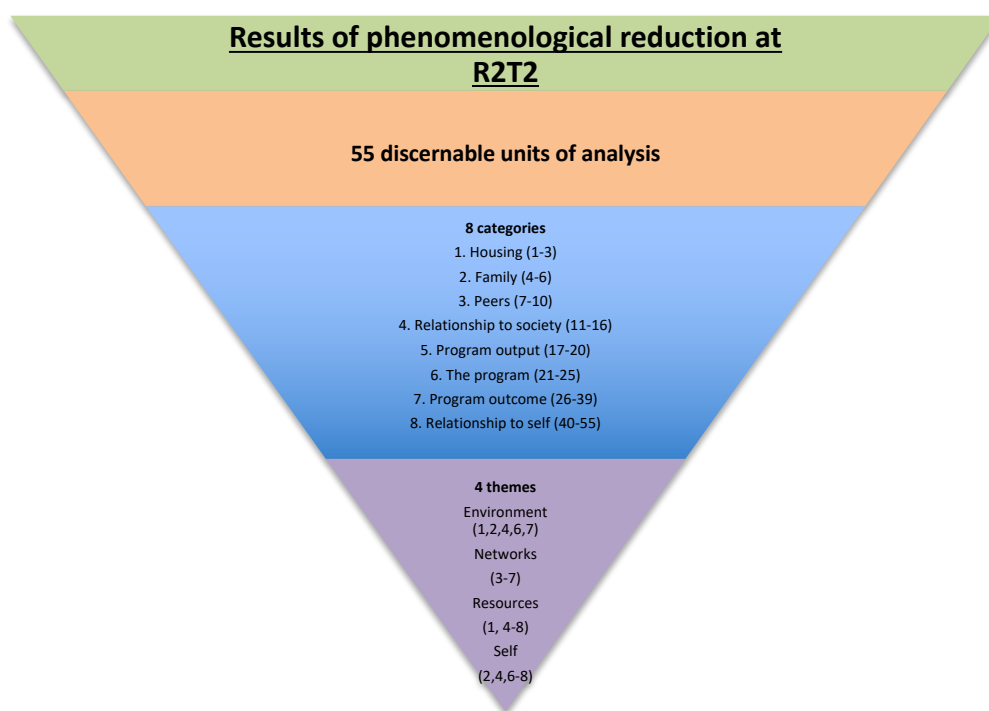 Results of phenomenological reduction at
R2T2
55 discernable units of analysis
8 categories
1. Housing (1-3)
2. Family (4-6)
3. Peers (7-10)
4. Relationship to society (11-16)
5. Program output (17-20)
6. The program (21-25)
7. Program outcome (26-39)
8. Relationship to self (40-55)
4 themes
Environment
(1,2,4,6,7)
Networks
(3-7)
Resources
(1, 4-8)
Self
(2,4,6-8)